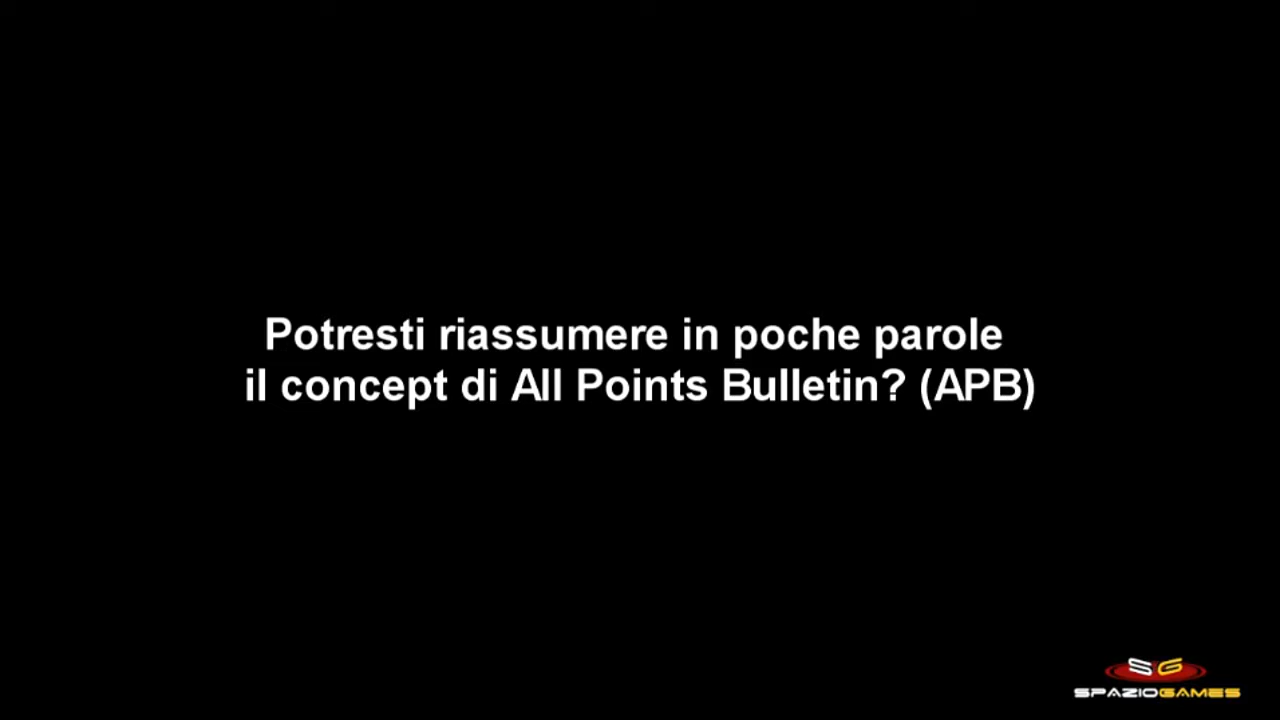 Potresti riassumere in poche parole
il concept di All Points Bulletin? (APB)
SG
SPAZIOGAMES